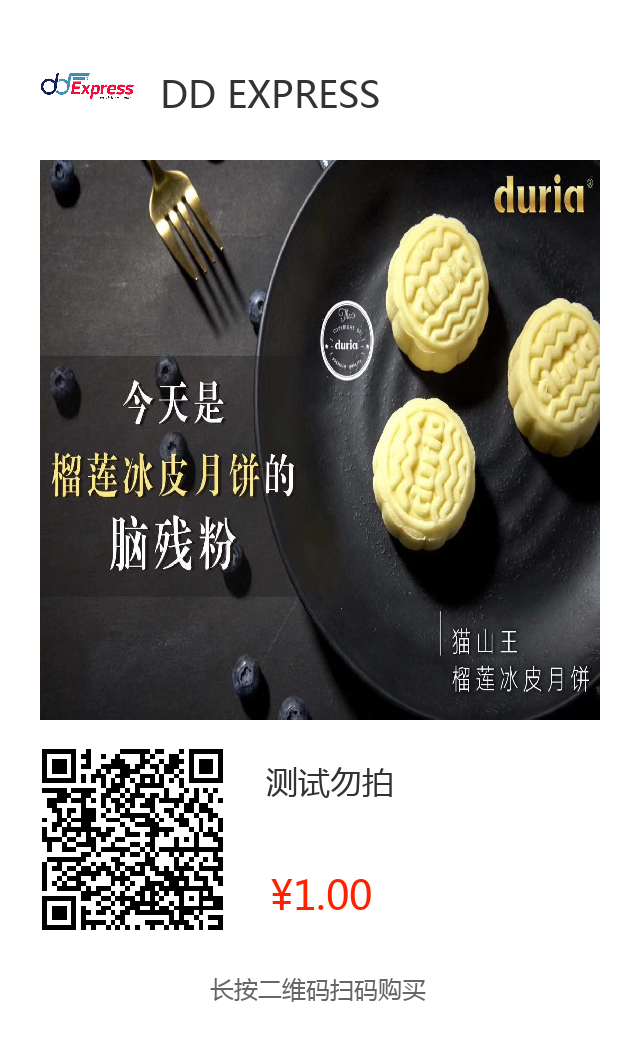 DD Express
DD EXPRESS
duria
今天是
榴莲冰皮月饼的
脑残粉
duria
猫山王
榴莲冰皮月饼
测试勿拍
¥1.00
长按二维码扫码购买